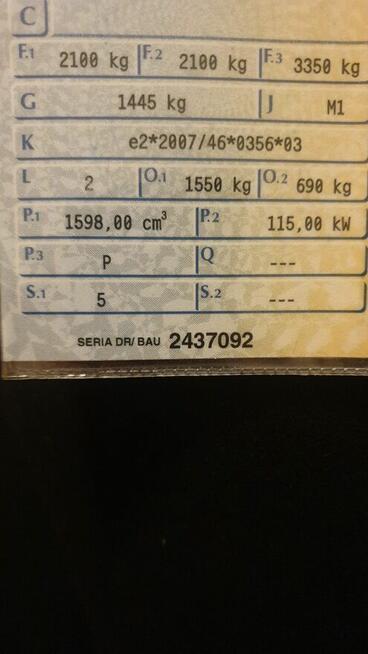 C
F.1 2100 kg F.2 2100 kg F.3 3350 kg
G 1445 kg J M1
K e2*2007/46*0356*03
L 2 O.1 1550 kg O.2 690 kg
P.1 1598,00 cm³ P.2 115,00 kW
P.3 P Q ---
S.1 5 S.2 ---
SERIA DR/BAU 2437092